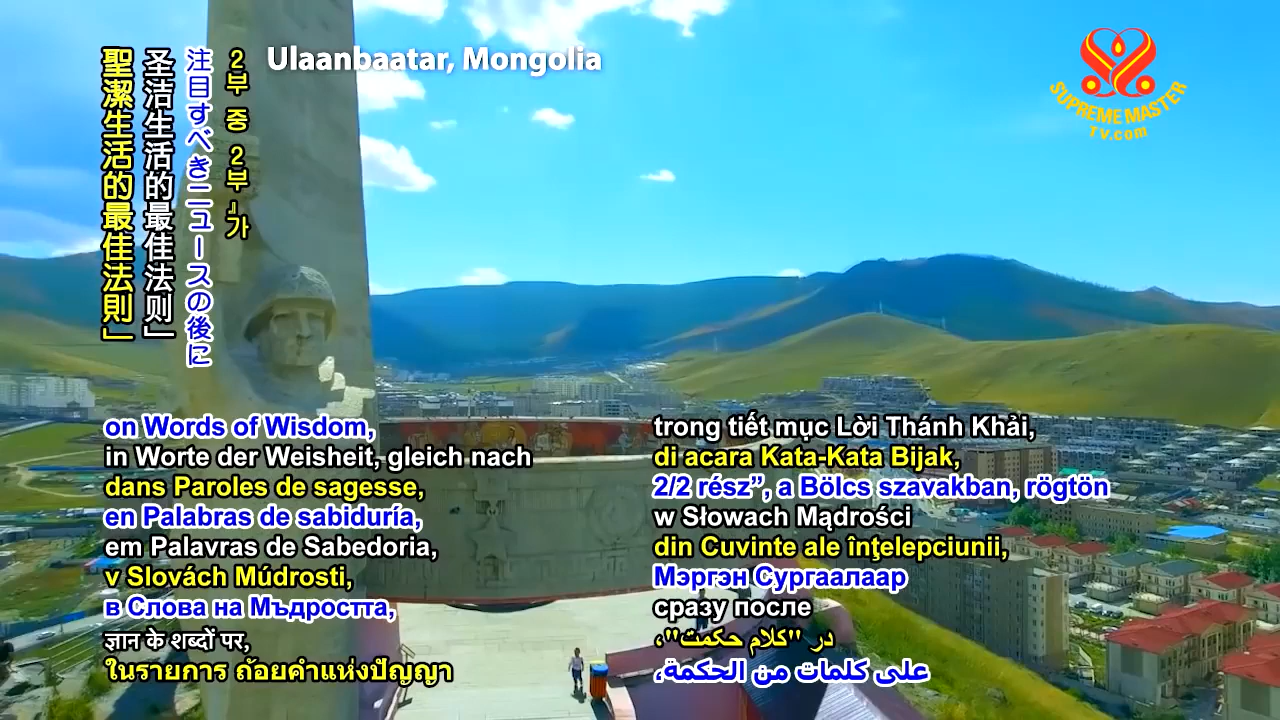 Ulaanbaatar, Mongolia
SUPREME MASTER
TV.com
聖潔生活的最佳法則」
圣洁生活的最佳法则」
注目すべきニュースの後に
2부 중 2부』가
on Words of Wisdom,
in Worte der Weisheit, gleich nach
dans Paroles de sagesse,
en Palabras de sabiduría,
em Palavras de Sabedoria,
v Slovách Múdrosti,
в Слова на Мъдростта,
ज्ञान के शब्दों पर,
ในรายการ ถ้อยคำแห่งปัญญา
trong tiết mục Lời Thánh Khải,
di acara Kata-Kata Bijak,
2/2 rész”, a Bölcs szavakban, rögtön
w Słowach Mądrości
din Cuvinte ale înţelepciunii,
Мэргэн Сургаалаар
сразу после
در "کلام حکمت"،
على كلمات من الحكمة،